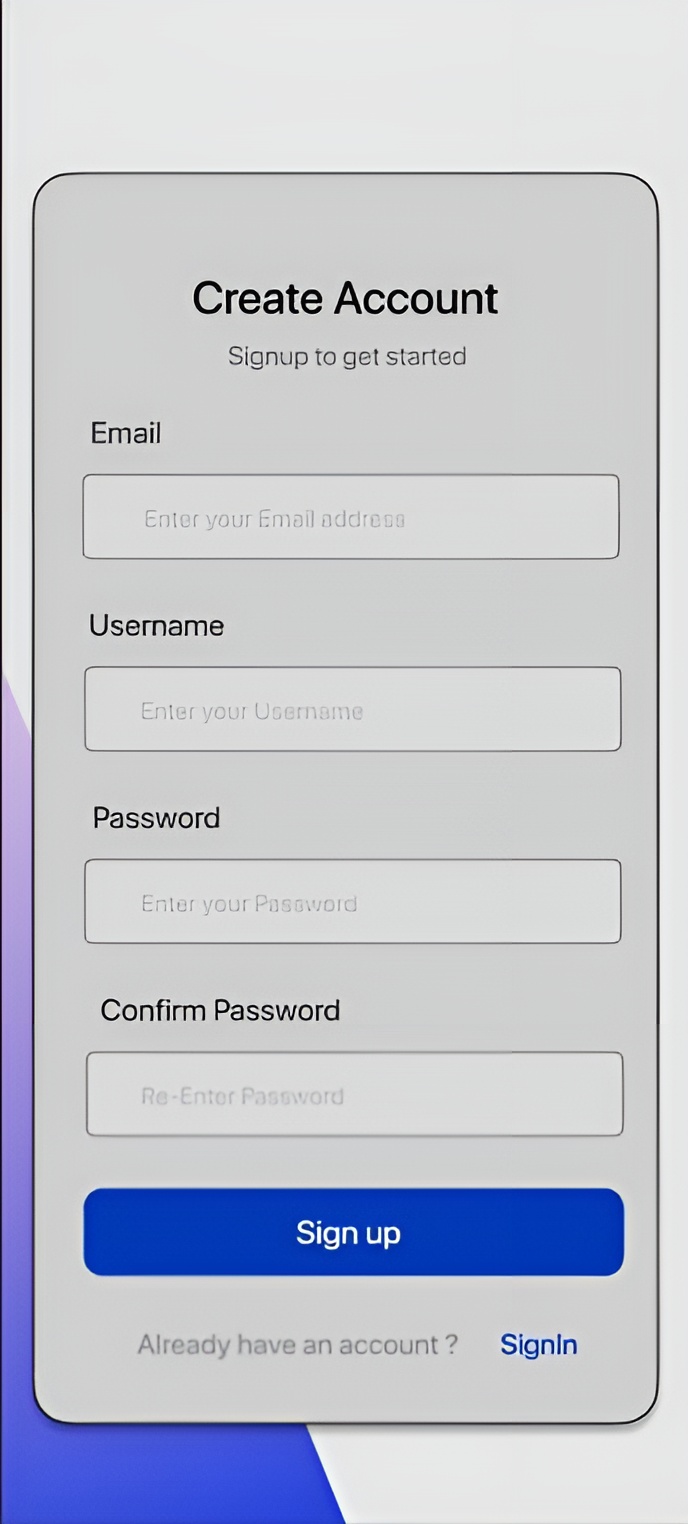 Create Account
Signup to get started
Email
Enter your Email address
Username
Enter your Username
Password
Enter your Password
Confirm Password
Re-Enter Password
Sign up
Already have an account ? SignIn